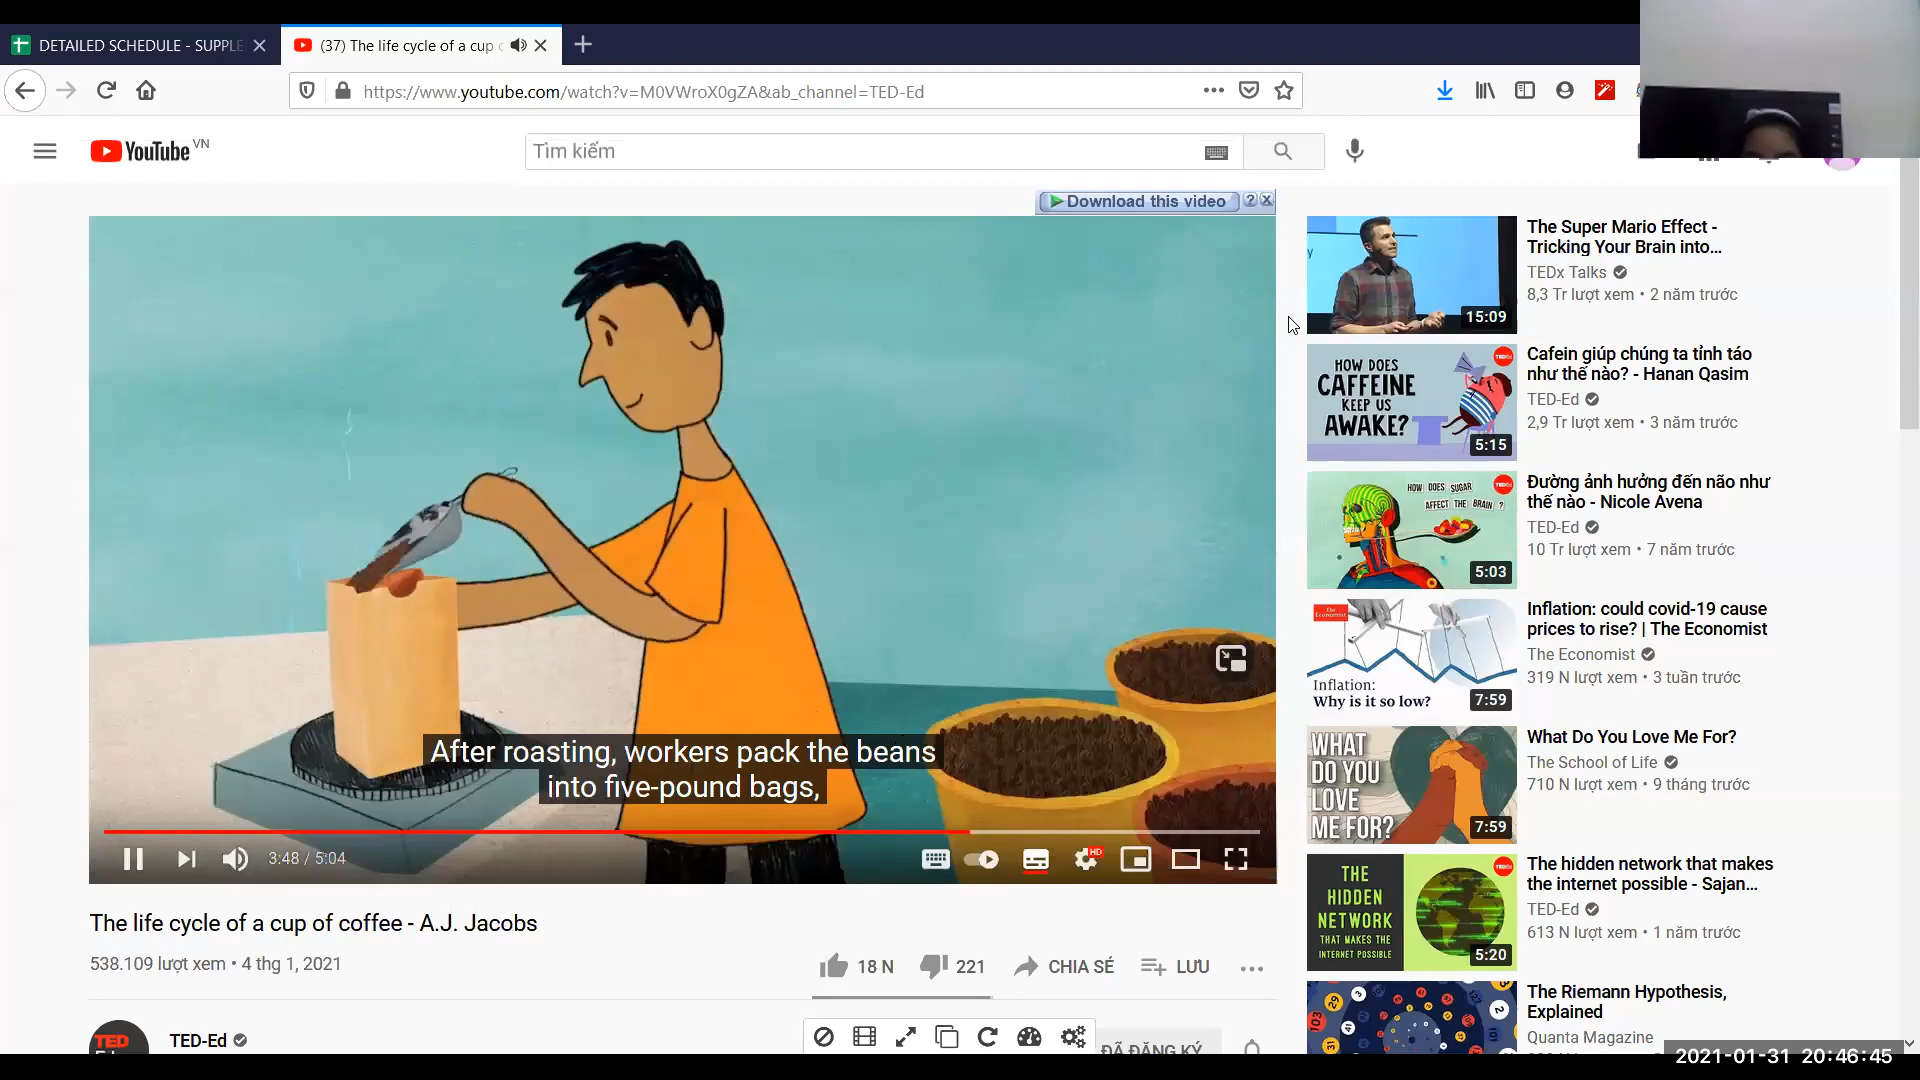 DETAILED SCHEDULE - SUPPLE
(37) The life cycle of a cup
https://www.youtube.com/watch?v=M0VWroX0gZA&ab_channel=TED-Ed
YouTube VN
Tìm kiếm
Download this video
After roasting, workers pack the beans
into five-pound bags,
3:48 / 5:04
HD
The life cycle of a cup of coffee - A.J. Jacobs
538.109 lượt xem • 4 thg 1, 2021
18 N
221
CHIA SẺ
LƯU
TED
TED-Ed
ĐÃ ĐĂNG KÝ
15:09
The Super Mario Effect -
Tricking Your Brain into...
TEDx Talks
8,3 Tr lượt xem • 2 năm trước
HOW DOES
CAFFEINE
KEEP US
AWAKE?
5:15
Cafein giúp chúng ta tỉnh táo
như thế nào? - Hanan Qasim
TED-Ed
2,9 Tr lượt xem • 3 năm trước
HOW DOES SUGAR
AFFECT THE BRAIN ?
5:03
Đường ảnh hưởng đến não như
thế nào - Nicole Avena
TED-Ed
10 Tr lượt xem • 7 năm trước
The Economist
Inflation:
Why is it so low?
7:59
Inflation: could covid-19 cause
prices to rise? | The Economist
The Economist
319 N lượt xem • 3 tuần trước
WHAT
DO YOU
LOVE
ME FOR?
7:59
What Do You Love Me For?
The School of Life
710 N lượt xem • 9 tháng trước
THE
HIDDEN
NETWORK
THAT MAKES THE
INTERNET POSSIBLE
5:20
The hidden network that makes
the internet possible - Sajan...
TED-Ed
613 N lượt xem • 1 năm trước
The Riemann Hypothesis,
Explained
Quanta Magazine
2021-01-31 20:46:45